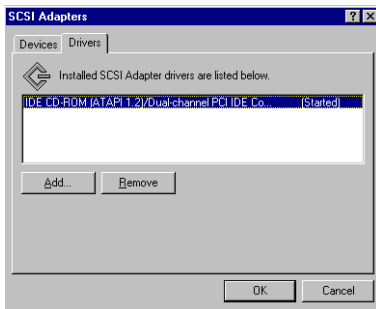 SCSI Adapters
Devices Drivers
Installed SCSI Adapter drivers are listed below.
IDE CD-ROM (ATAPI 1.2)/Dual-channel PCI IDE Co... (Started)
Add... Remove
OK Cancel